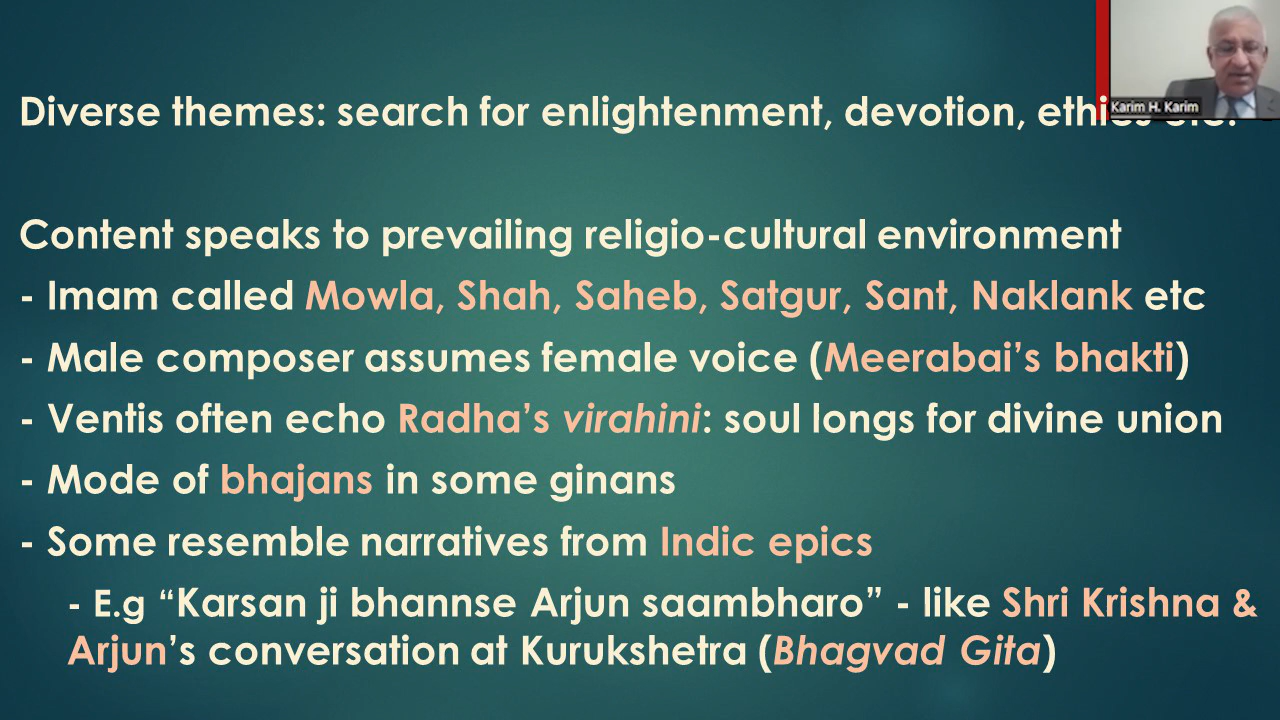 Diverse themes: search for enlightenment, devotion, ethics etc.
Karim H. Karim
Content speaks to prevailing religio-cultural environment
- Imam called Mowla, Shah, Saheb, Satgur, Sant, Naklank etc
- Male composer assumes female voice (Meerabai's bhakti)
- Ventis often echo Radha's virahini: soul longs for divine union
- Mode of bhajans in some ginans
- Some resemble narratives from Indic epics
- E.g “Karsan ji bhannse Arjun saambharo” - like Shri Krishna &
Arjun’s conversation at Kurukshetra (Bhagvad Gita)